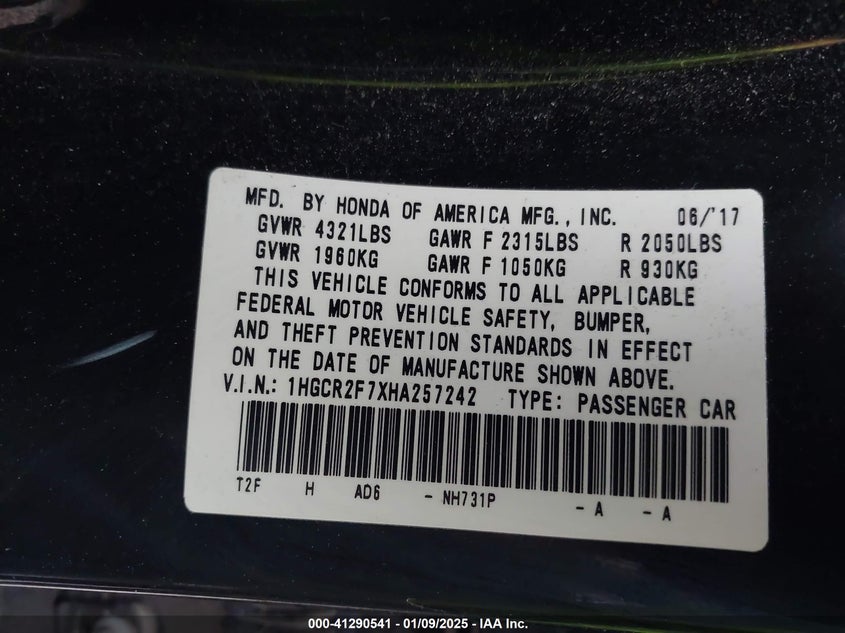 MFD. BY HONDA OF AMERICA MFG., INC. 06/'17
GVWR 4321LBS GAWR F 2315LBS R 2050LBS
GVWR 1960KG GAWR F 1050KG R 930KG
THIS VEHICLE CONFORMS TO ALL APPLICABLE
FEDERAL MOTOR VEHICLE SAFETY, BUMPER,
AND THEFT PREVENTION STANDARDS IN EFFECT
ON THE DATE OF MANUFACTURE SHOWN ABOVE.
V.I.N.: 1HGCR2F7XHA257242 TYPE: PASSENGER CAR
T2F H AD6 - NH731P - A - A
000-41290541 - 01/09/2025 - IAA Inc.